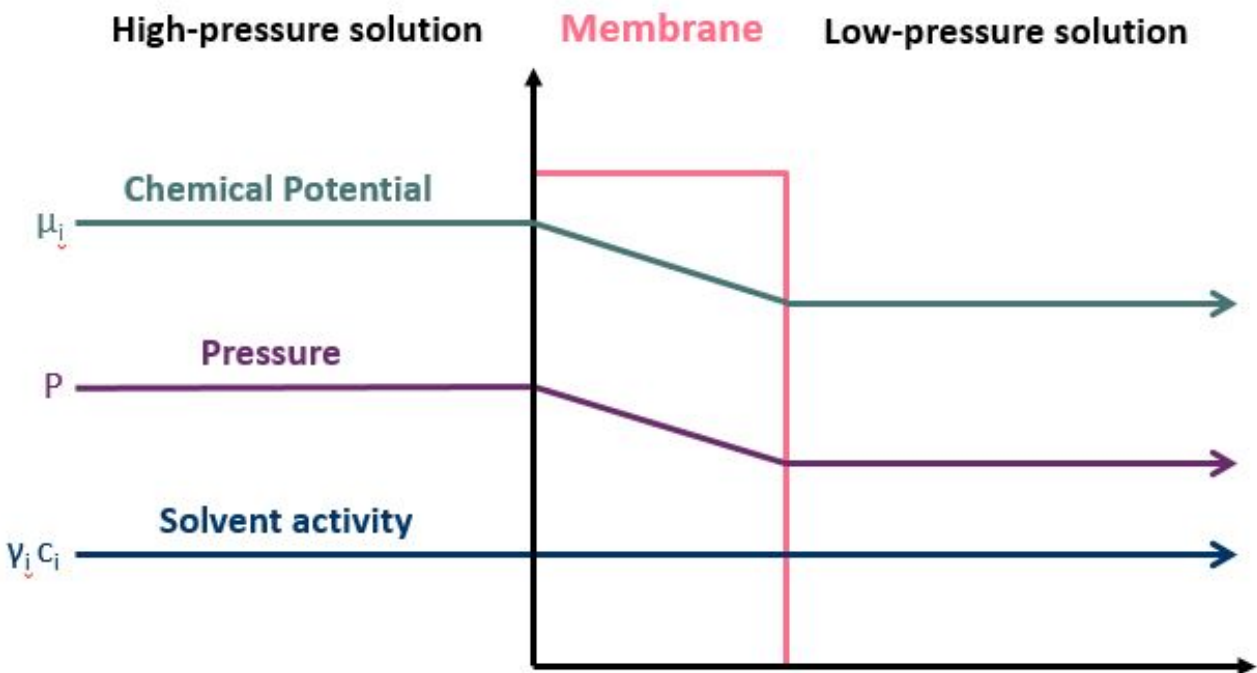 High-pressure solution Membrane Low-pressure solution
Chemical Potential
μi
Pressure
P
Solvent activity
γi ci